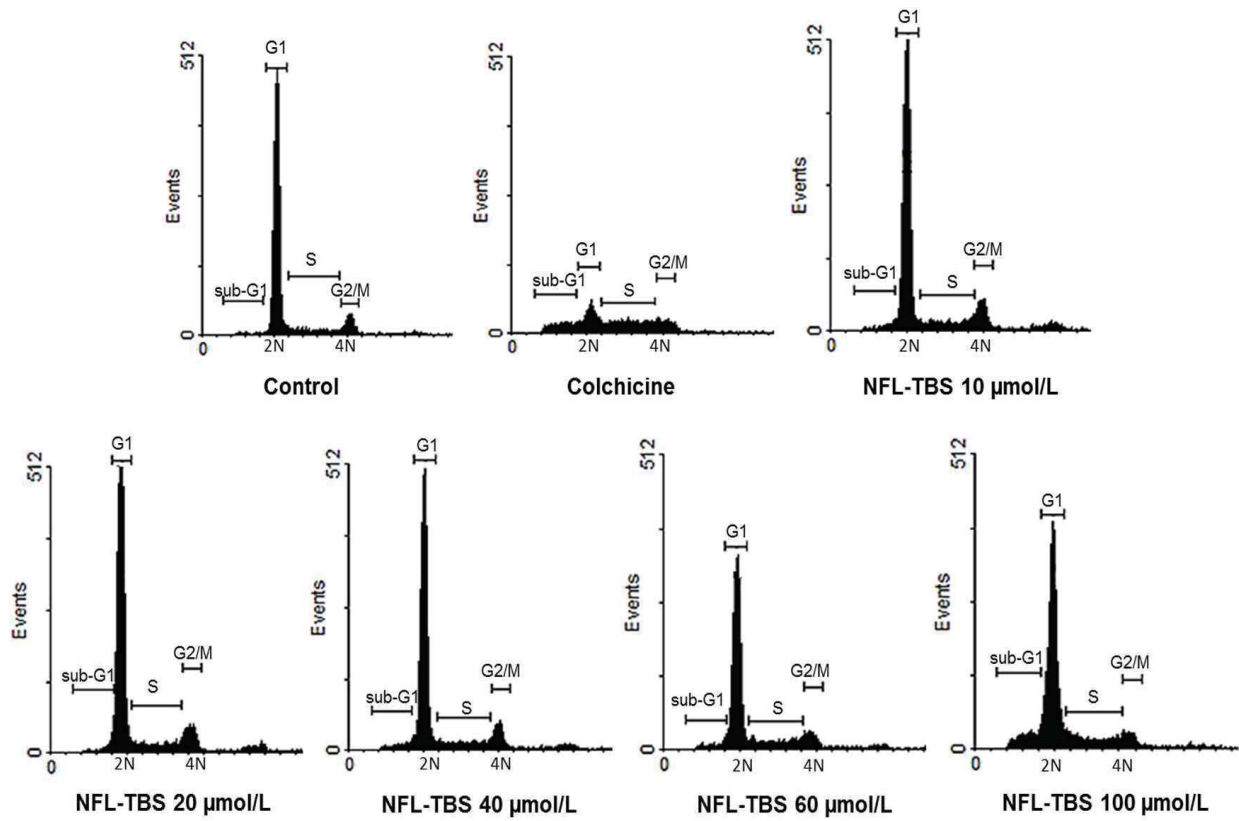 G1
512
Events
S
sub-G1
G2/M
0
0
2N
4N
Control
512
Events
G1
G2/M
sub-G1
S
0
0
2N
4N
Colchicine
G1
512
Events
G2/M
sub-G1
S
0
0
2N
4N
NFL-TBS 10 µmol/L
G1
512
Events
G2/M
sub-G1
S
0
0
2N
4N
NFL-TBS 20 µmol/L
G1
512
Events
G2/M
sub-G1
S
0
0
2N
4N
NFL-TBS 40 µmol/L
512
G1
Events
G2/M
sub-G1
S
0
0
2N
4N
NFL-TBS 60 µmol/L
512
G1
Events
G2/M
sub-G1
S
0
0
2N
4N
NFL-TBS 100 µmol/L